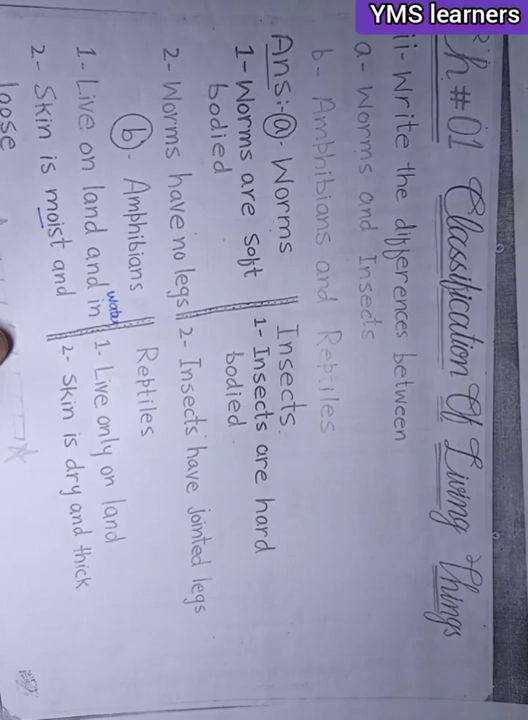 YMS learners
Ch # 01 Classification Of Living Things
ii- Write the differences between
a- Worms and Insects
b- Amphibians and Reptiles
Ans:- (a)- Worms Insects.
1- Worms are soft bodied 1- Insects are hard bodied
2- Worms have no legs 2- Insects have jointed legs
(b)- Amphibians Reptiles
1- Live on land and in water 1- Live only on land
2- Skin is moist and loose 2- Skin is dry and thick